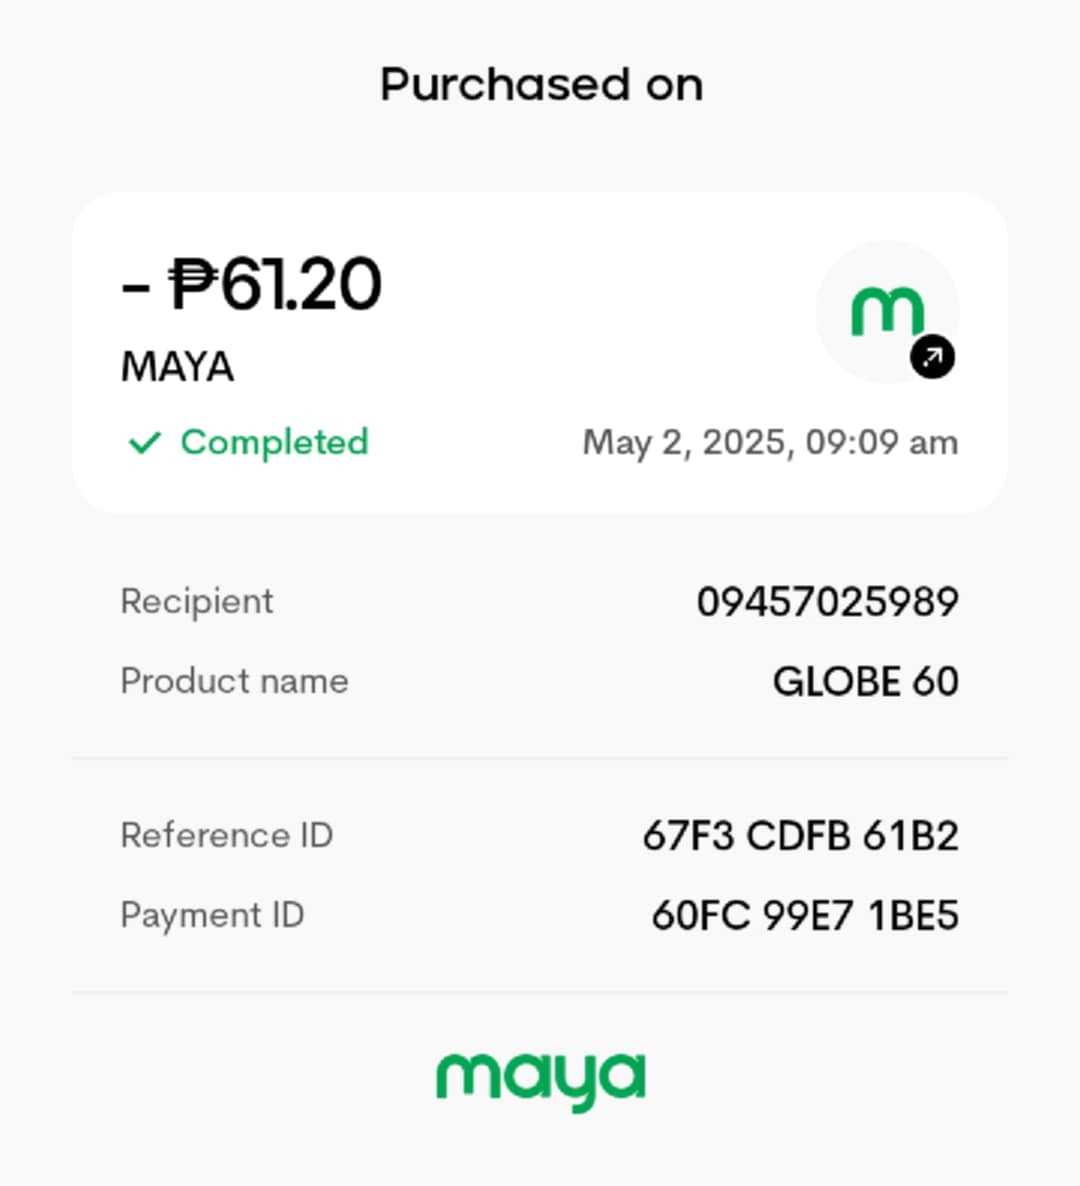 Purchased on
- ₱61.20
m
MAYA
✓ Completed May 2, 2025, 09:09 am
Recipient 09457025989
Product name GLOBE 60
Reference ID 67F3 CDFB 61B2
Payment ID 60FC 99E7 1BE5
maya